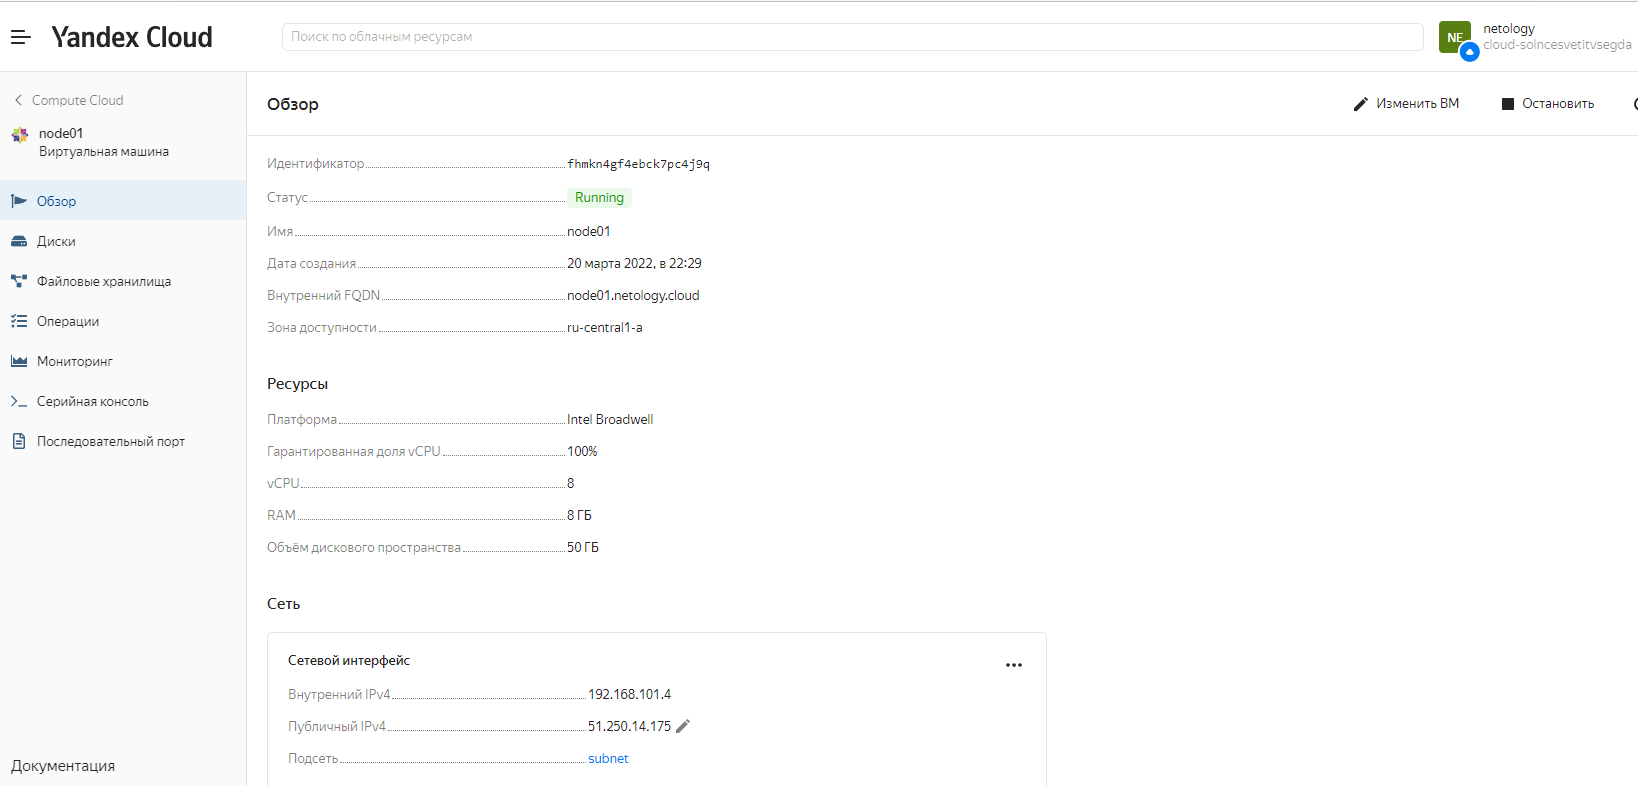 Yandex Cloud
Поиск по облачным ресурсам
NE
netology
cloud-solncesvetitvsegda
Compute Cloud
node01
Виртуальная машина
Обзор
Диски
Файловые хранилища
Операции
Мониторинг
Серийная консоль
Последовательный порт
Документация
Обзор
Изменить ВМ
Остановить
Идентификатор fhmkn4gf4ebck7pc4j9q
Статус Running
Имя node01
Дата создания 20 марта 2022, в 22:29
Внутренний FQDN node01.netology.cloud
Зона доступности ru-central1-a
Ресурсы
Платформа Intel Broadwell
Гарантированная доля vCPU 100%
vCPU 8
RAM 8 ГБ
Объём дискового пространства 50 ГБ
Сеть
Сетевой интерфейс
Внутренний IPv4 192.168.101.4
Публичный IPv4 51.250.14.175
Подсеть subnet